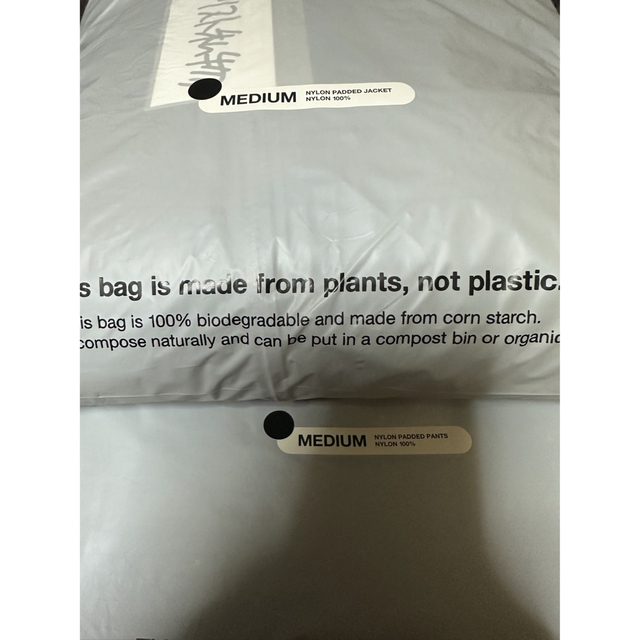 MEDIUM NYLON PADDED JACKET
NYLON 100%
s bag is made from plants, not plastic.
is bag is 100% biodegradable and made from corn starch.
compose naturally and can be put in a compost bin or organic
MEDIUM NYLON PADDED PANTS
NYLON 100%